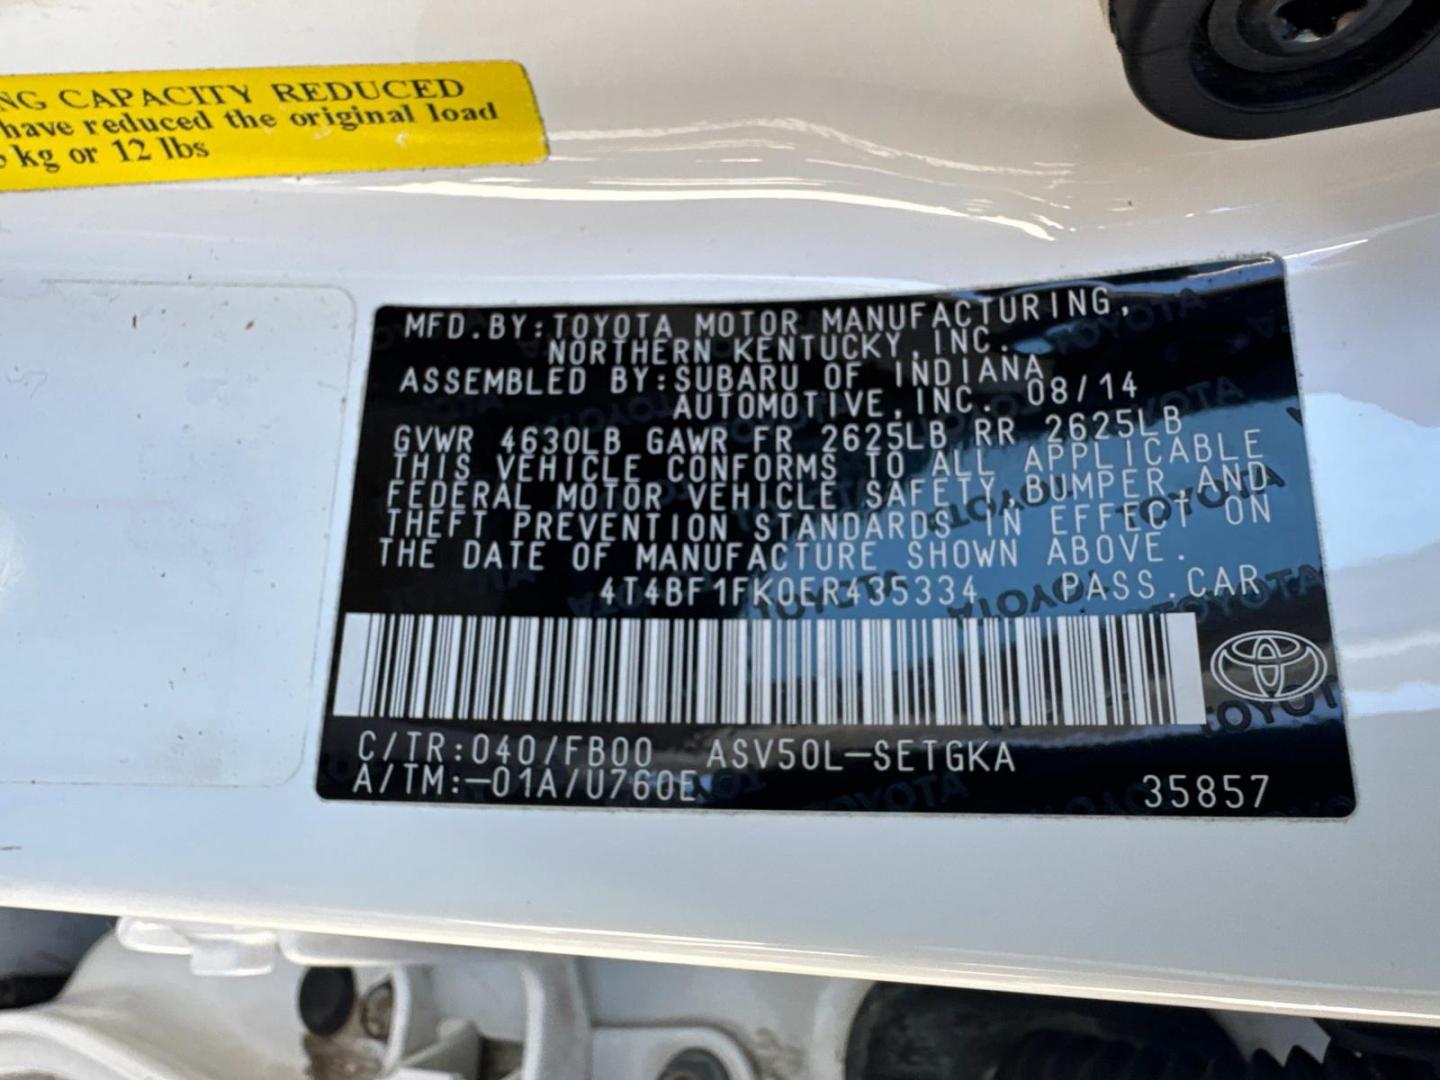 NG CAPACITY REDUCED
have reduced the original load
kg or 12 lbs
MFD.BY:TOYOTA MOTOR MANUFACTURING,
NORTHERN KENTUCKY,INC.
ASSEMBLED BY:SUBARU OF INDIANA
AUTOMOTIVE,INC. 08/14
GVWR 4630LB GAWR FR 2625LB RR 2625LB
THIS VEHICLE CONFORMS TO ALL APPLICABLE
FEDERAL MOTOR VEHICLE SAFETY,BUMPER,AND
THEFT PREVENTION STANDARDS IN EFFECT ON
THE DATE OF MANUFACTURE SHOWN ABOVE.
4T4BF1FK0ER435334 PASS.CAR
C/TR:040/FB00 ASV50L-SETGKA
A/TM:-01A/U760E 35857